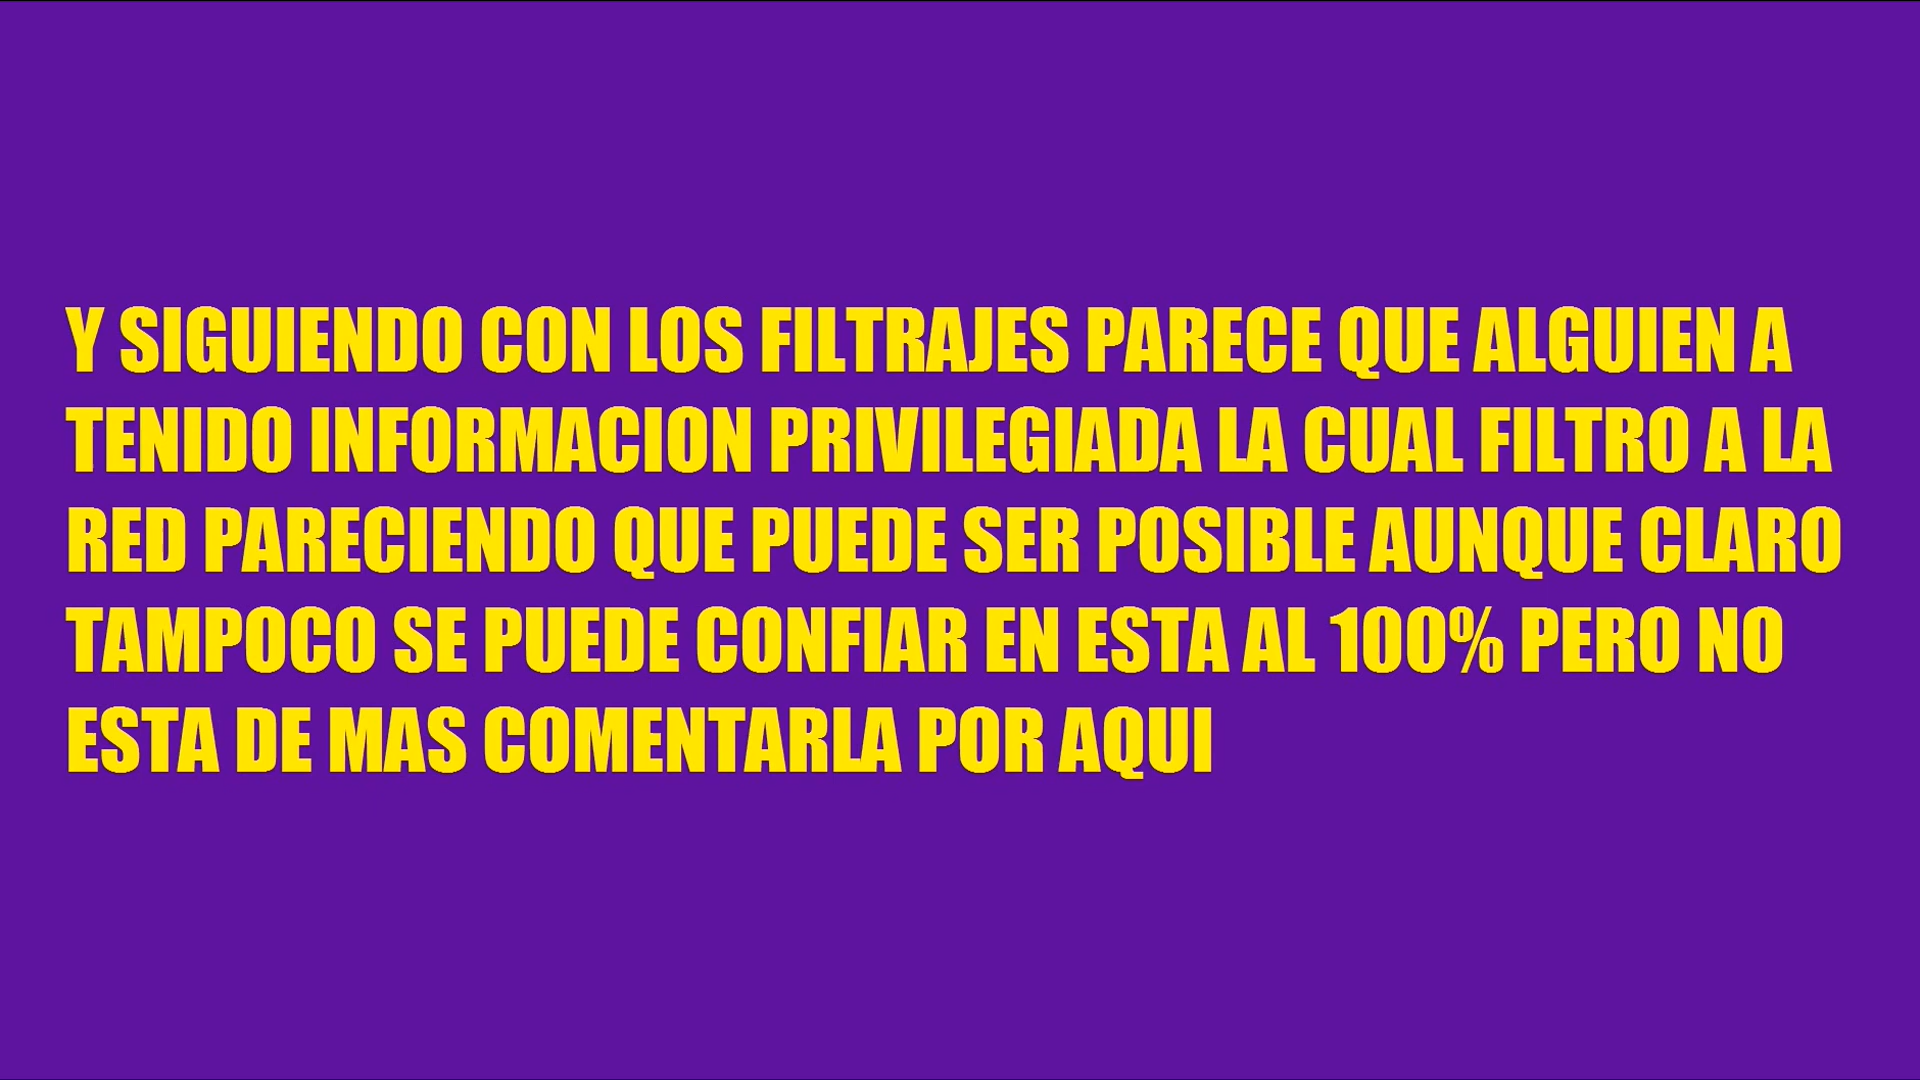 Y SIGUIENDO CON LOS FILTRAJES PARECE QUE ALGUIEN A
TENIDO INFORMACION PRIVILEGIADA LA CUAL FILTRO A LA
RED PARECIENDO QUE PUEDE SER POSIBLE AUNQUE CLARO
TAMPOCO SE PUEDE CONFIAR EN ESTA AL 100% PERO NO
ESTA DE MAS COMENTARLA POR AQUI